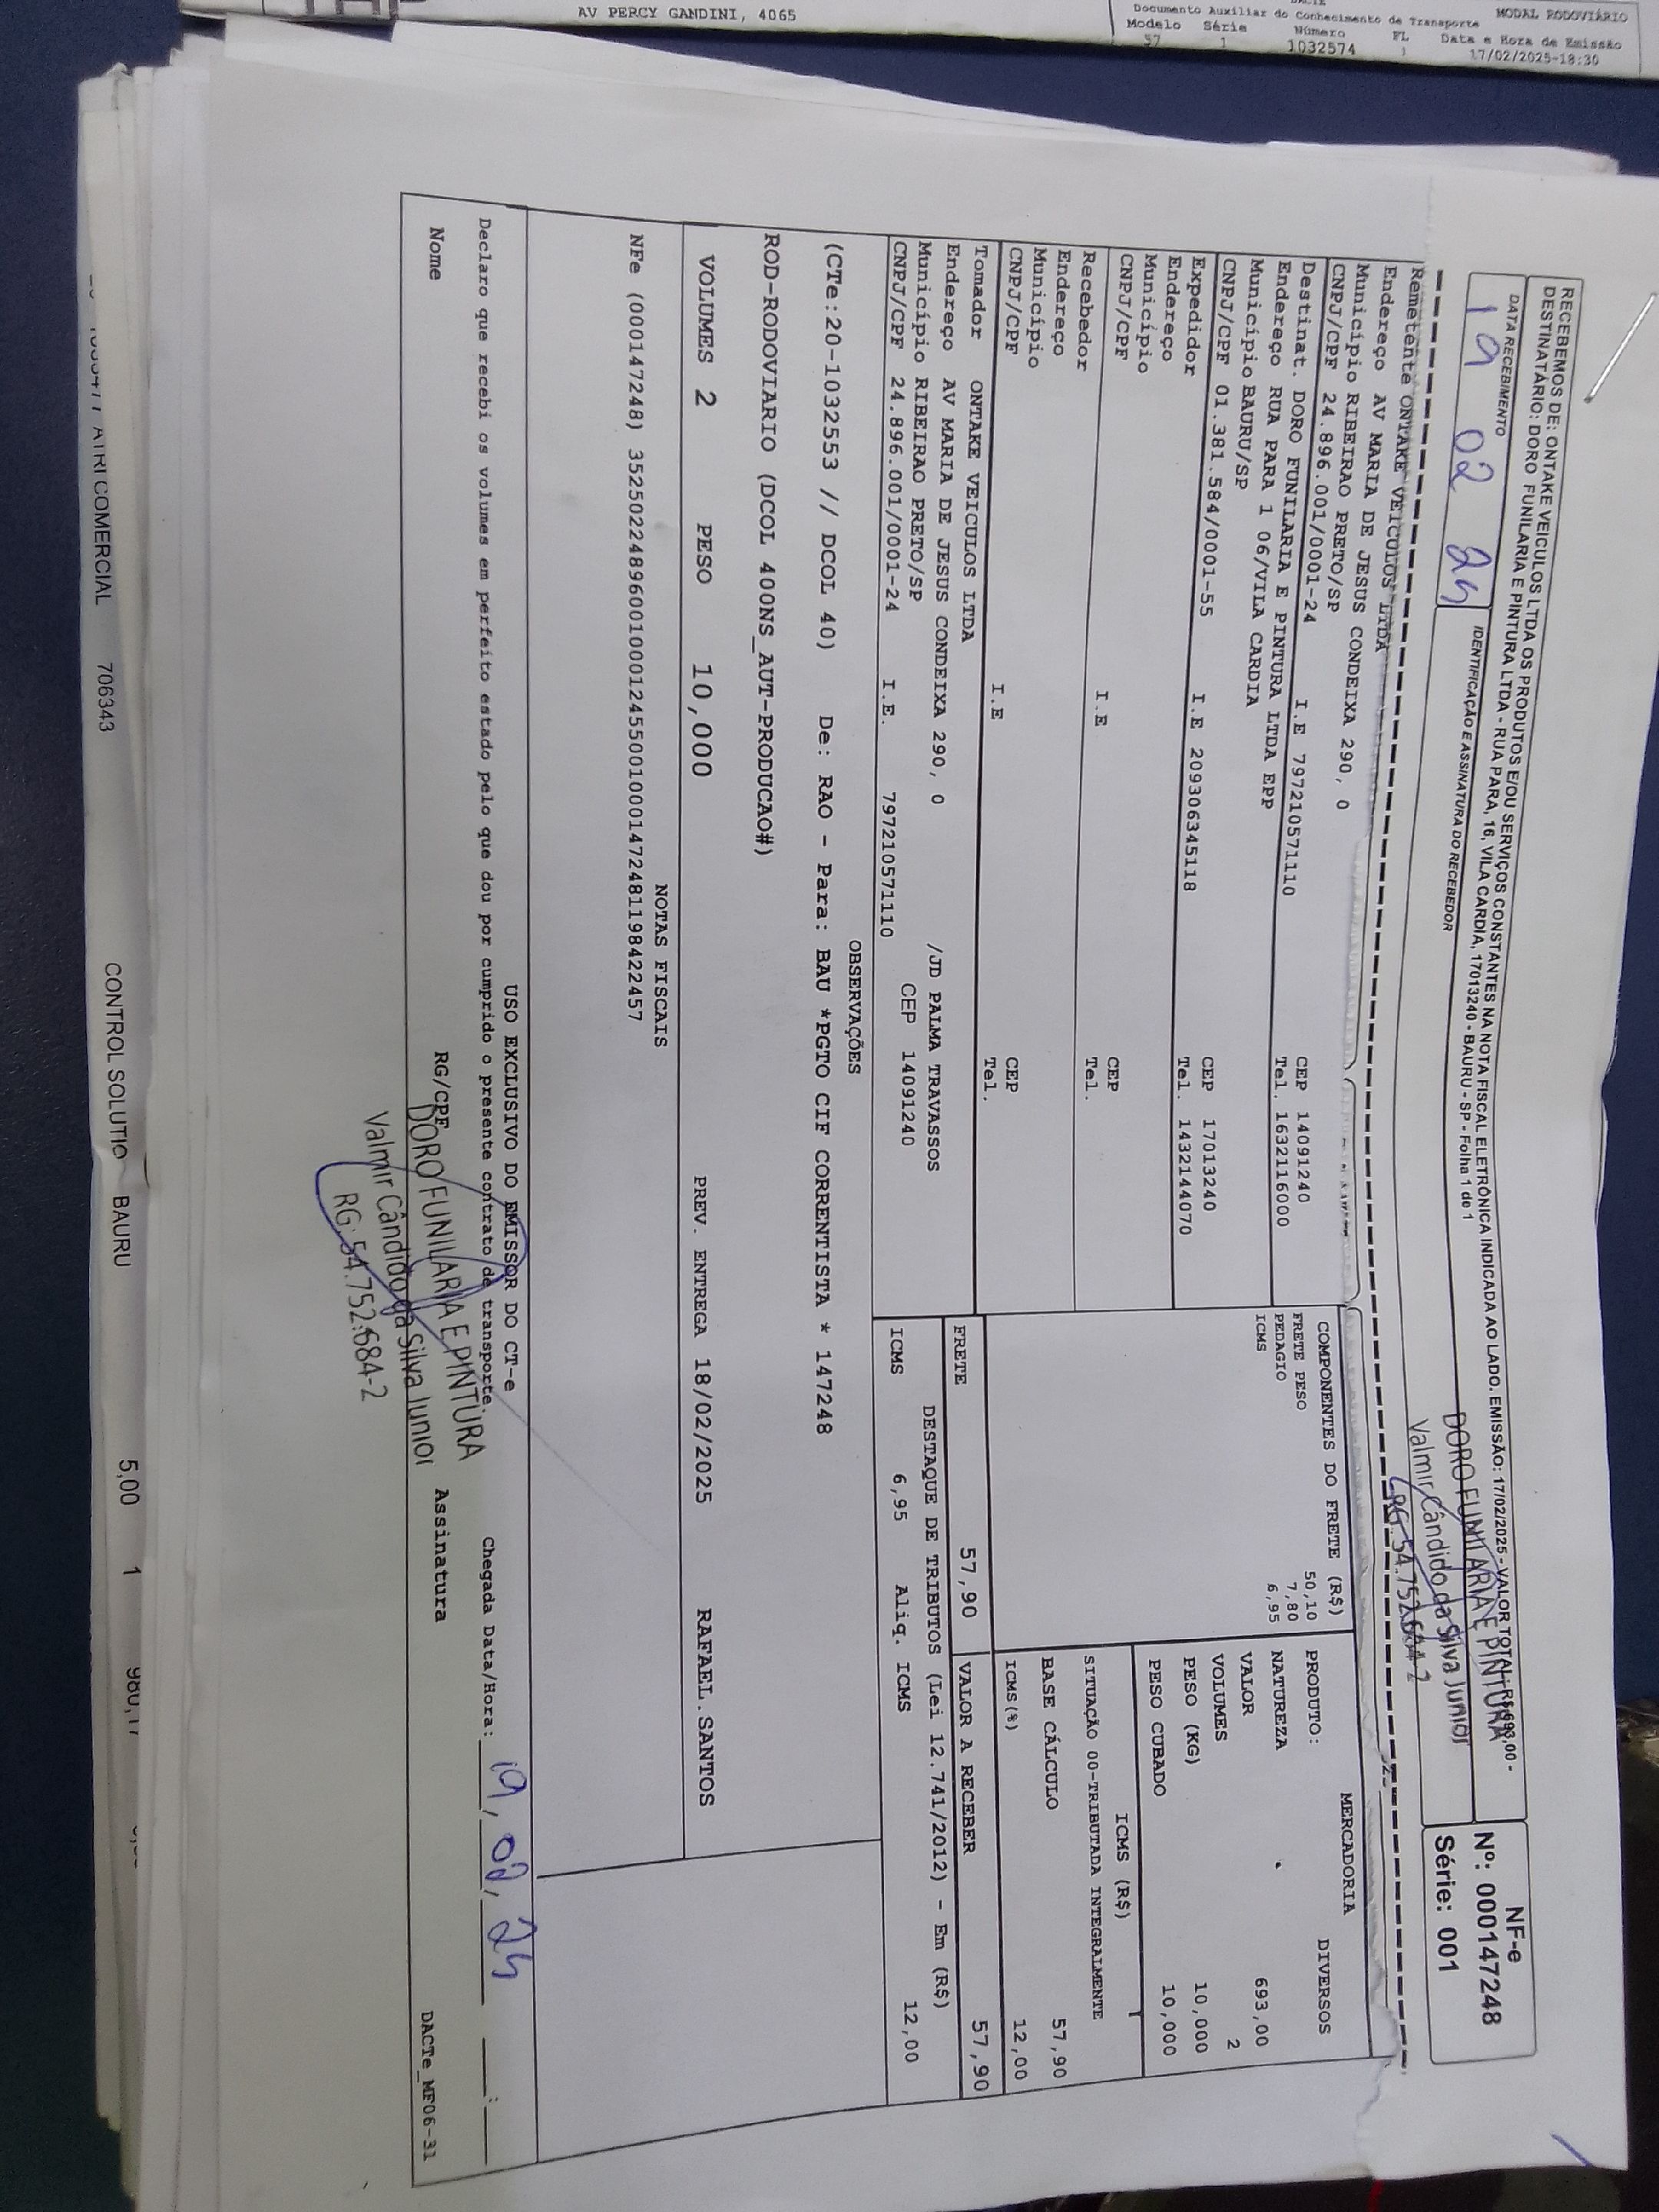 AV PERCY GANDINI, 4065
Documento Auxiliar do Conhecimento de Transporte
MODAL RODOVIÁRIO
Modelo Série Número FL Data e Hora de Emissão
57 1 1032574 1 17/02/2025-18:30
RECEBEMOS DE: ONTAKE VEICULOS LTDA OS PRODUTOS E/OU SERVIÇOS CONSTANTES NA NOTA FISCAL ELETRÔNICA INDICADA AO LADO. EMISSÃO: 17/02/2025 - VALOR TOTAL: R$ 693,00 -
DESTINATÁRIO: DORO FUNILARIA E PINTURA LTDA - RUA PARA, 16, VILA CARDIA, 17013240 - BAURU - SP - Folha 1 de 1
DATA RECEBIMENTO
19 02 25
IDENTIFICAÇÃO E ASSINATURA DO RECEBEDOR
DORO FUNILARIA E PINTURA
Valmir Cândido da Silva Junior
RG: 54.752.684-2
NF-e
Nº: 000147248
Série: 001
Remetente ONTAKE VEICULOS LTDA
Endereço AV MARIA DE JESUS CONDEIXA 290, 0
Município RIBEIRAO PRETO/SP
CNPJ/CPF 24.896.001/0001-24 I.E 797210571110
CEP 14091240
Tel. 1632116000
Destinat. DORO FUNILARIA E PINTURA LTDA EPP
Endereço RUA PARA 1 06/VILA CARDIA
Município BAURU/SP
CNPJ/CPF 01.381.584/0001-55 I.E 209306345118
CEP 17013240
Tel. 1432144070
Expedidor
Endereço
Município
CNPJ/CPF I.E
CEP
Tel.
Recebedor
Endereço
Município
CNPJ/CPF I.E
CEP
Tel.
Tomador ONTAKE VEICULOS LTDA
Endereço AV MARIA DE JESUS CONDEIXA 290, 0 /JD PALMA TRAVASSOS
Município RIBEIRAO PRETO/SP CEP 14091240
CNPJ/CPF 24.896.001/0001-24 I.E. 797210571110
COMPONENTES DO FRETE (R$)
FRETE PESO 50,10
PEDAGIO 7,80
ICMS 6,95
MERCADORIA
PRODUTO: DIVERSOS
NATUREZA
VALOR 693,00
VOLUMES 2
PESO (KG) 10,000
PESO CUBADO 10,000
ICMS (R$)
SITUAÇÃO 00-TRIBUTADA INTEGRALMENTE
BASE CÁLCULO 57,90
ICMS(%) 12,00
FRETE 57,90
VALOR A RECEBER 57,90
DESTAQUE DE TRIBUTOS (Lei 12.741/2012) - Em (R$)
ICMS 6,95 Aliq. ICMS 12,00
OBSERVAÇÕES
(CTe:20-1032553 // DCOL 40) De: RAO - Para: BAU *PGTO CIF CORRENTISTA * 147248
ROD-RODOVIARIO (DCOL 400NS_AUT-PRODUCAO#)
VOLUMES 2 PESO 10,000 PREV. ENTREGA 18/02/2025 RAFAEL.SANTOS
NOTAS FISCAIS
NFe (000147248) 35250224896001000124550010001472481198422457
USO EXCLUSIVO DO EMISSOR DO CT-e
Declaro que recebi os volumes em perfeito estado pelo que dou por cumprido o presente contrato de transporte. Chegada Data/Hora: 19/02/25
Nome RG/CPF Assinatura
DORO FUNILARIA E PINTURA
Valmir Cândido da Silva Junior
RG: 54.752.684-2
DACTe_MF06-31
ATRI COMERCIAL 706343 CONTROL SOLUTIO BAURU 5,00 1 980,17